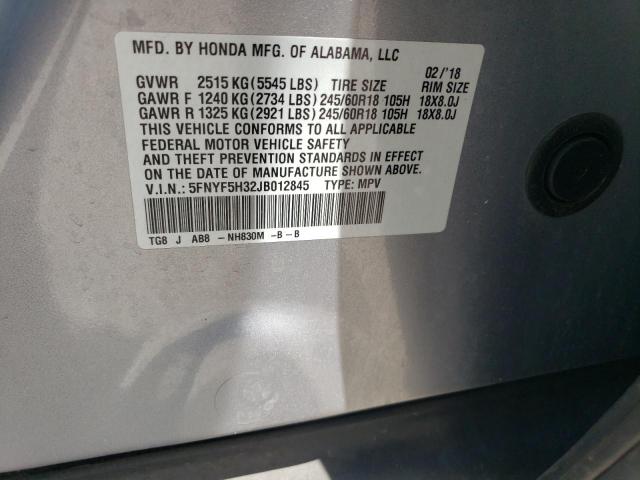 MFD. BY HONDA MFG. OF ALABAMA, LLC
02/'18
GVWR 2515 KG(5545 LBS) TIRE SIZE RIM SIZE
GAWR F 1240 KG(2734 LBS) 245/60R18 105H 18X8.0J
GAWR R 1325 KG(2921 LBS) 245/60R18 105H 18X8.0J
THIS VEHICLE CONFORMS TO ALL APPLICABLE
FEDERAL MOTOR VEHICLE SAFETY
AND THEFT PREVENTION STANDARDS IN EFFECT
ON THE DATE OF MANUFACTURE SHOWN ABOVE.
V.I.N.: 5FNYF5H32JB012845 TYPE: MPV
TG8 J AB8 - NH830M -B - B